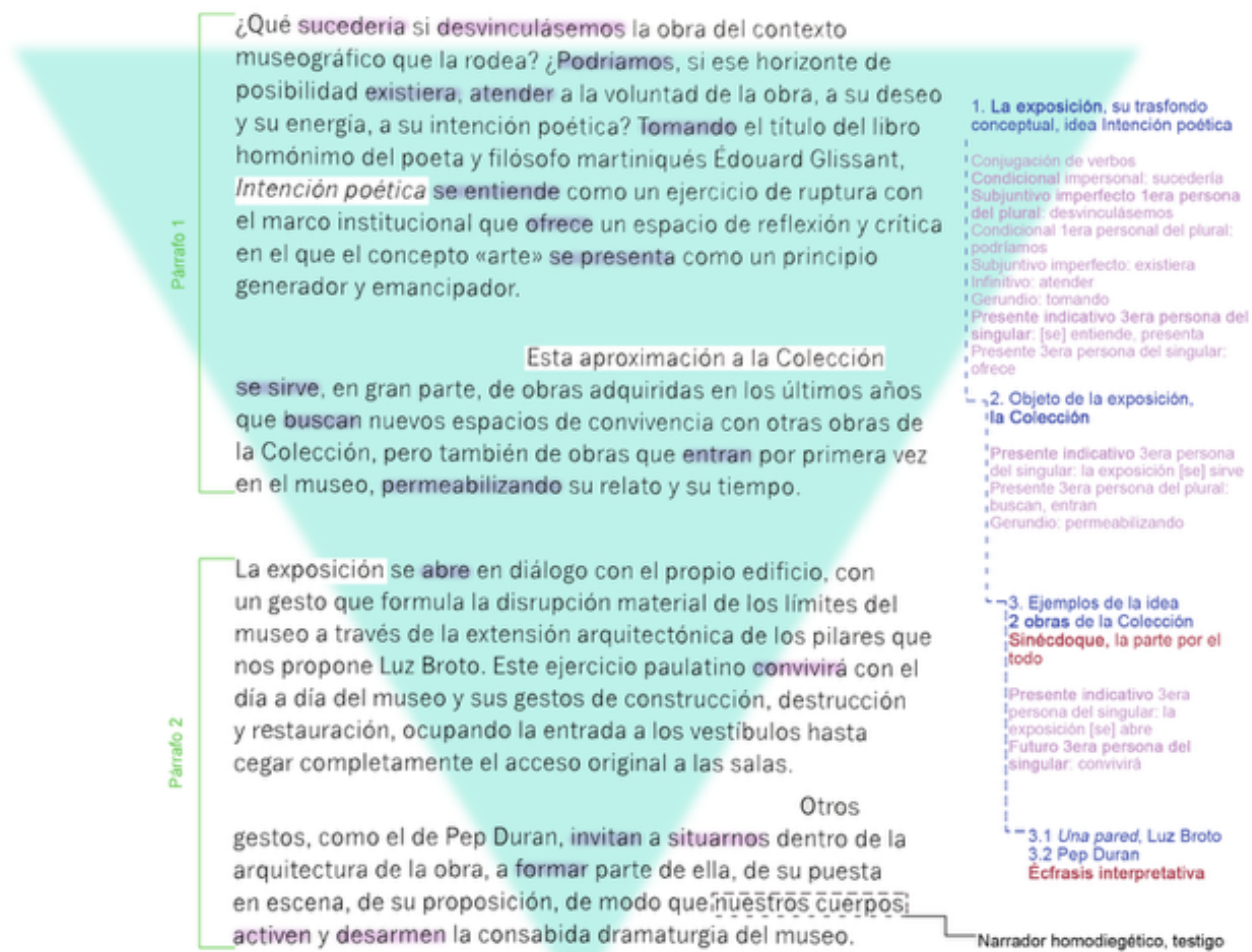 ¿Qué sucedería si desvinculásemos la obra del contexto
museográfico que la rodea? ¿Podríamos, si ese horizonte de
posibilidad existiera, atender a la voluntad de la obra, a su deseo
y su energía, a su intención poética? Tomando el título del libro
homónimo del poeta y filósofo martiniqués Édouard Glissant,
Intención poética se entiende como un ejercicio de ruptura con
el marco institucional que ofrece un espacio de reflexión y crítica
en el que el concepto «arte» se presenta como un principio
generador y emancipador.
Párrafo 1
Esta aproximación a la Colección
se sirve, en gran parte, de obras adquiridas en los últimos años
que buscan nuevos espacios de convivencia con otras obras de
la Colección, pero también de obras que entran por primera vez
en el museo, permeabilizando su relato y su tiempo.
La exposición se abre en diálogo con el propio edificio, con
un gesto que formula la disrupción material de los límites del
museo a través de la extensión arquitectónica de los pilares que
nos propone Luz Broto. Este ejercicio paulatino convivirá con el
día a día del museo y sus gestos de construcción, destrucción
y restauración, ocupando la entrada a los vestíbulos hasta
cegar completamente el acceso original a las salas.
Párrafo 2
Otros
gestos, como el de Pep Duran, invitan a situarnos dentro de la
arquitectura de la obra, a formar parte de ella, de su puesta
en escena, de su proposición, de modo que nuestros cuerpos
activen y desarmen la consabida dramaturgia del museo.
1. La exposición, su trasfondo
conceptual, idea Intención poética
Conjugación de verbos
Condicional impersonal: sucedería
Subjuntivo imperfecto 1era persona
del plural: desvinculásemos
Condicional 1era personal del plural:
podríamos
Subjuntivo imperfecto: existiera
Infinitivo: atender
Gerundio: tomando
Presente indicativo 3era persona del
singular: [se] entiende, presenta
Presente 3era persona del singular:
ofrece
2. Objeto de la exposición,
la Colección
Presente indicativo 3era persona
del singular: la exposición [se] sirve
Presente 3era persona del plural:
buscan, entran
Gerundio: permeabilizando
3. Ejemplos de la idea
2 obras de la Colección
Sinécdoque, la parte por el
todo
Presente indicativo 3era
persona del singular: la
exposición [se] abre
Futuro 3era persona del
singular: convivirá
3.1 Una pared, Luz Broto
3.2 Pep Duran
Écfrasis interpretativa
Narrador homodiegético, testigo